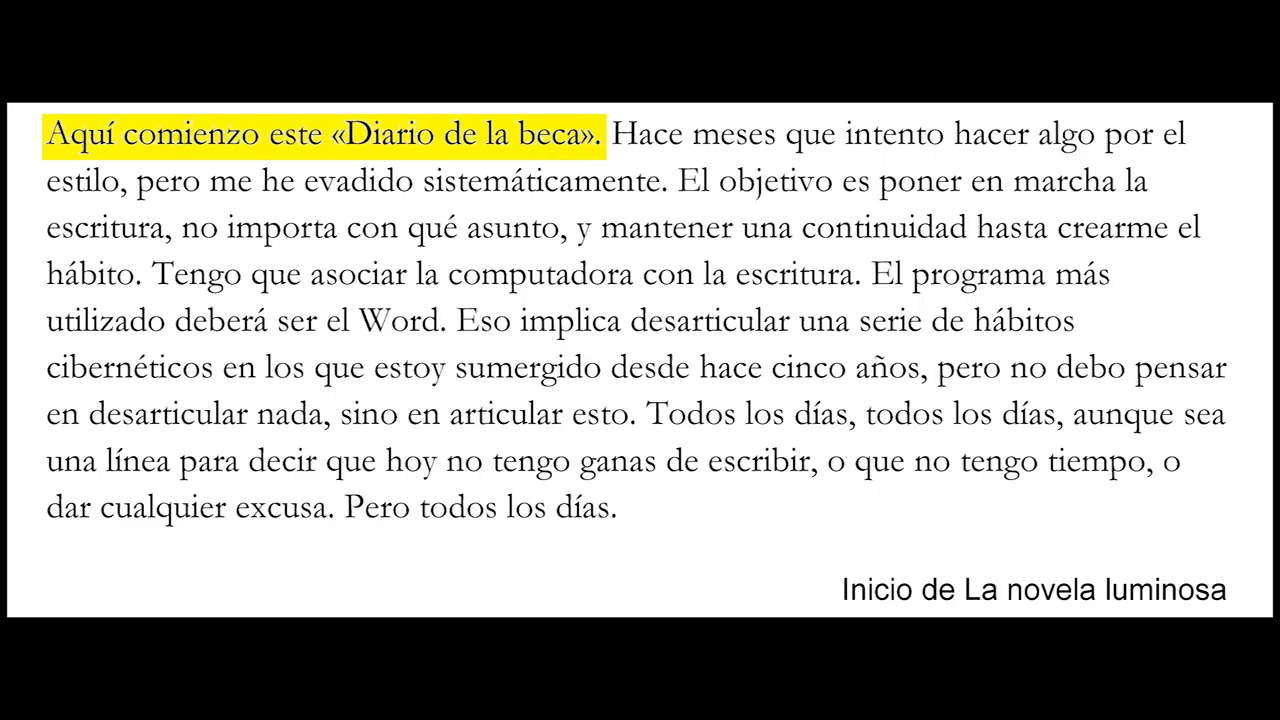 Aquí comienzo este «Diario de la beca». Hace meses que intento hacer algo por el
estilo, pero me he evadido sistemáticamente. El objetivo es poner en marcha la
escritura, no importa con qué asunto, y mantener una continuidad hasta crearme el
hábito. Tengo que asociar la computadora con la escritura. El programa más
utilizado deberá ser el Word. Eso implica desarticular una serie de hábitos
cibernéticos en los que estoy sumergido desde hace cinco años, pero no debo pensar
en desarticular nada, sino en articular esto. Todos los días, todos los días, aunque sea
una línea para decir que hoy no tengo ganas de escribir, o que no tengo tiempo, o
dar cualquier excusa. Pero todos los días.
Inicio de La novela luminosa